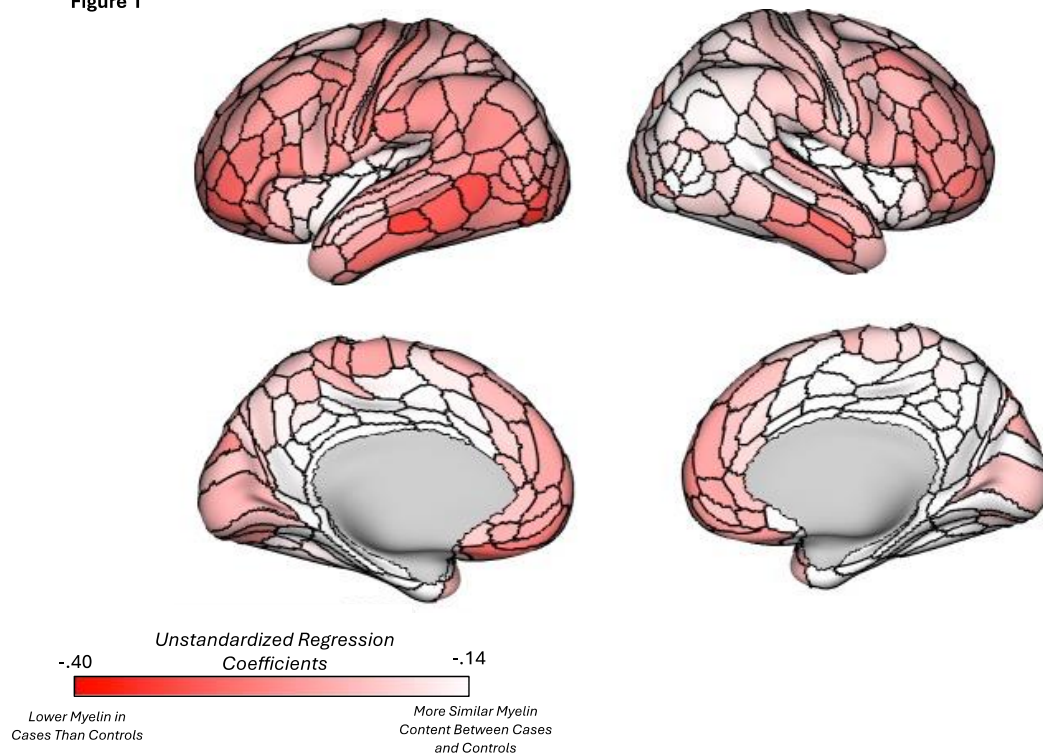 Figure 1
Unstandardized Regression
Coefficients
-.40
-.14
Lower Myelin in
Cases Than Controls
More Similar Myelin
Content Between Cases
and Controls